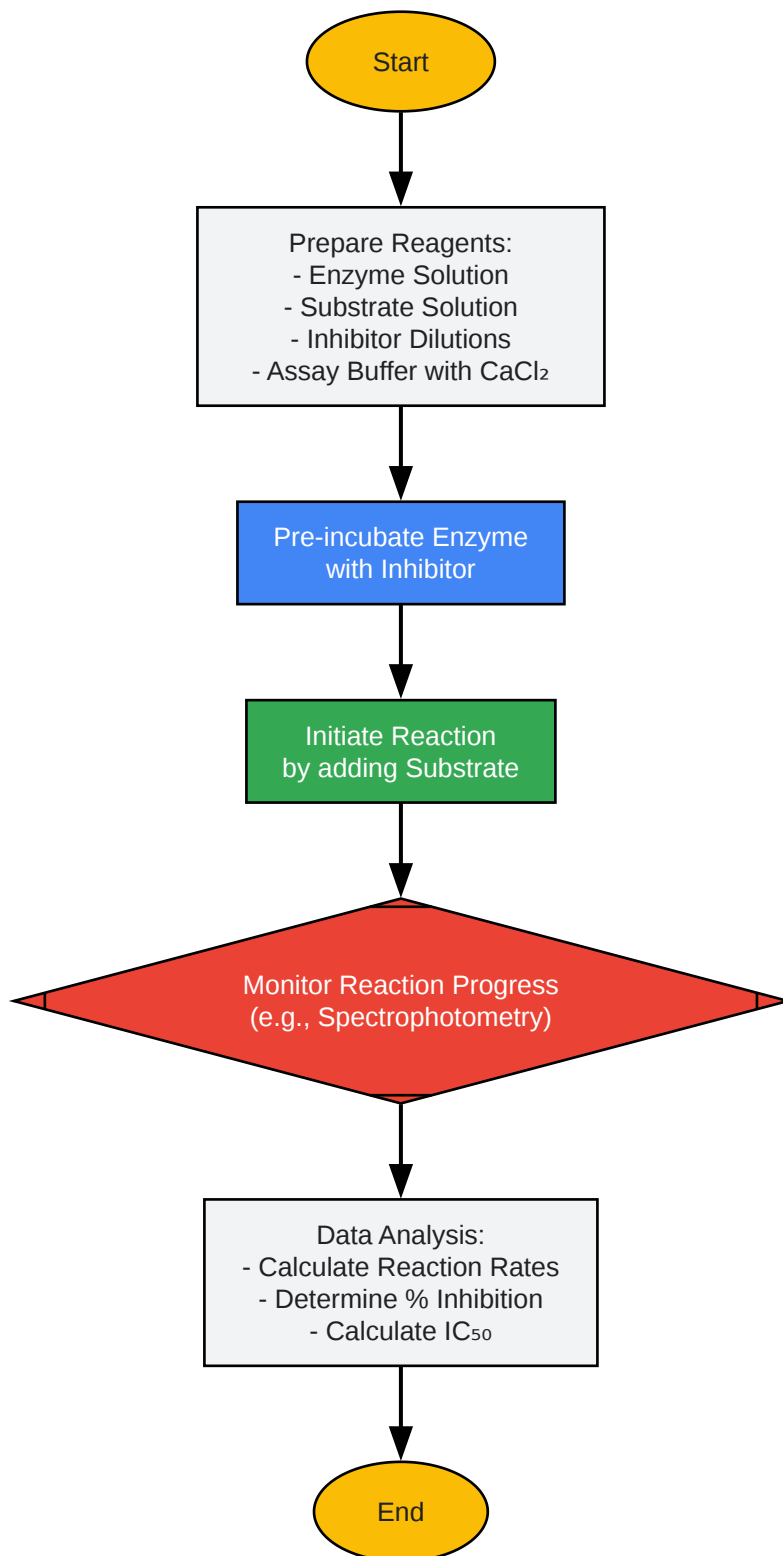 Start
Prepare Reagents:
- Enzyme Solution
- Substrate Solution
- Inhibitor Dilutions
- Assay Buffer with CaCl₂
Pre-incubate Enzyme
with Inhibitor
Initiate Reaction
by adding Substrate
Monitor Reaction Progress
(e.g., Spectrophotometry)
Data Analysis:
- Calculate Reaction Rates
- Determine % Inhibition
- Calculate IC₅₀
End